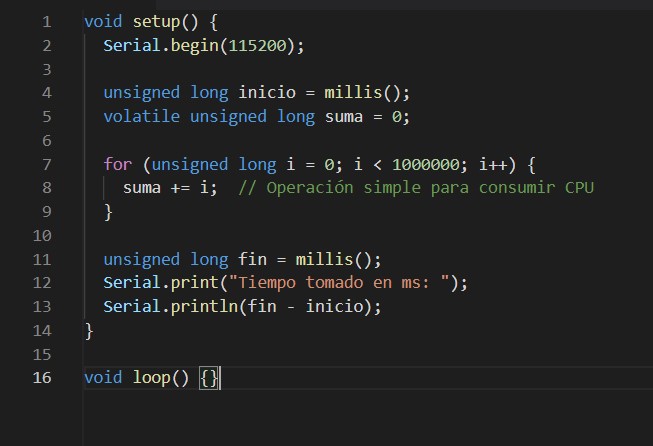 1 void setup() {
2   Serial.begin(115200);
3
4   unsigned long inicio = millis();
5   volatile unsigned long suma = 0;
6
7   for (unsigned long i = 0; i < 1000000; i++) {
8     suma += i;  // Operación simple para consumir CPU
9   }
10
11   unsigned long fin = millis();
12   Serial.print("Tiempo tomado en ms: ");
13   Serial.println(fin - inicio);
14 }
15
16 void loop() {}